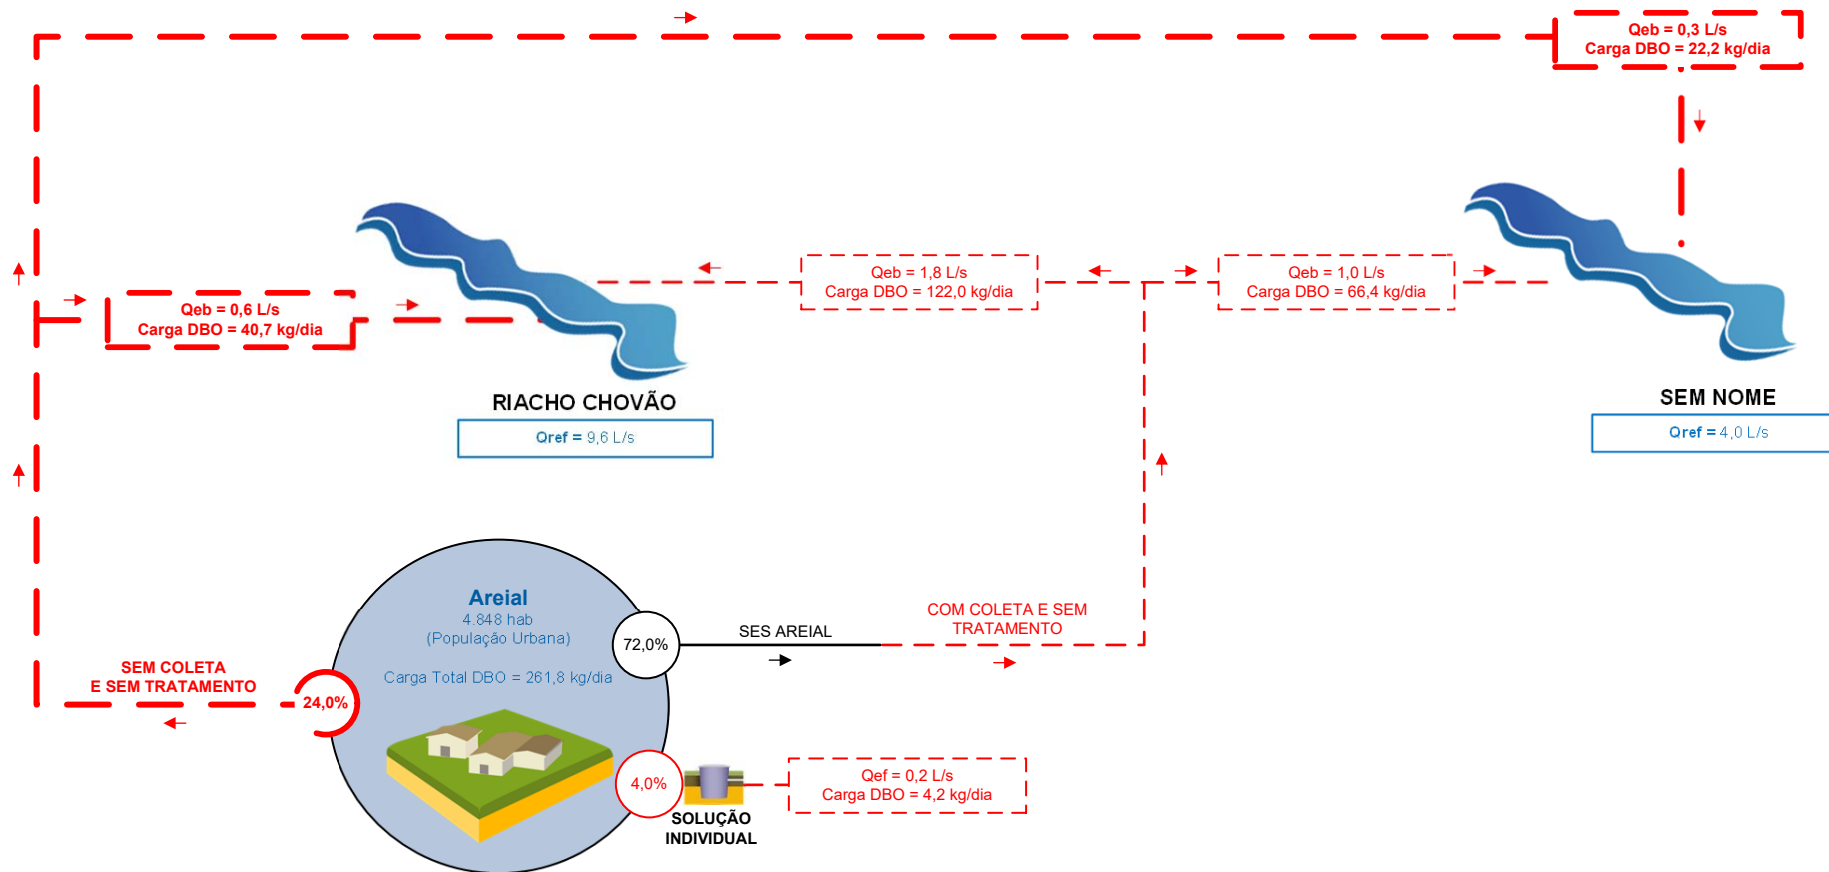 Qeb = 0,3 L/s
Carga DBO = 22,2 kg/dia
Qeb = 0,6 L/s
Carga DBO = 40,7 kg/dia
Qeb = 1,8 L/s
Carga DBO = 122,0 kg/dia
Qeb = 1,0 L/s
Carga DBO = 66,4 kg/dia
RIACHO CHOVÃO
Qref = 9,6 L/s
SEM NOME
Qref = 4,0 L/s
Areial
4.848 hab
(População Urbana)
Carga Total DBO = 261,8 kg/dia
72,0%
SES AREIAL
COM COLETA E SEM
TRATAMENTO
SEM COLETA
E SEM TRATAMENTO
24,0%
4,0%
SOLUÇÃO
INDIVIDUAL
Qef = 0,2 L/s
Carga DBO = 4,2 kg/dia